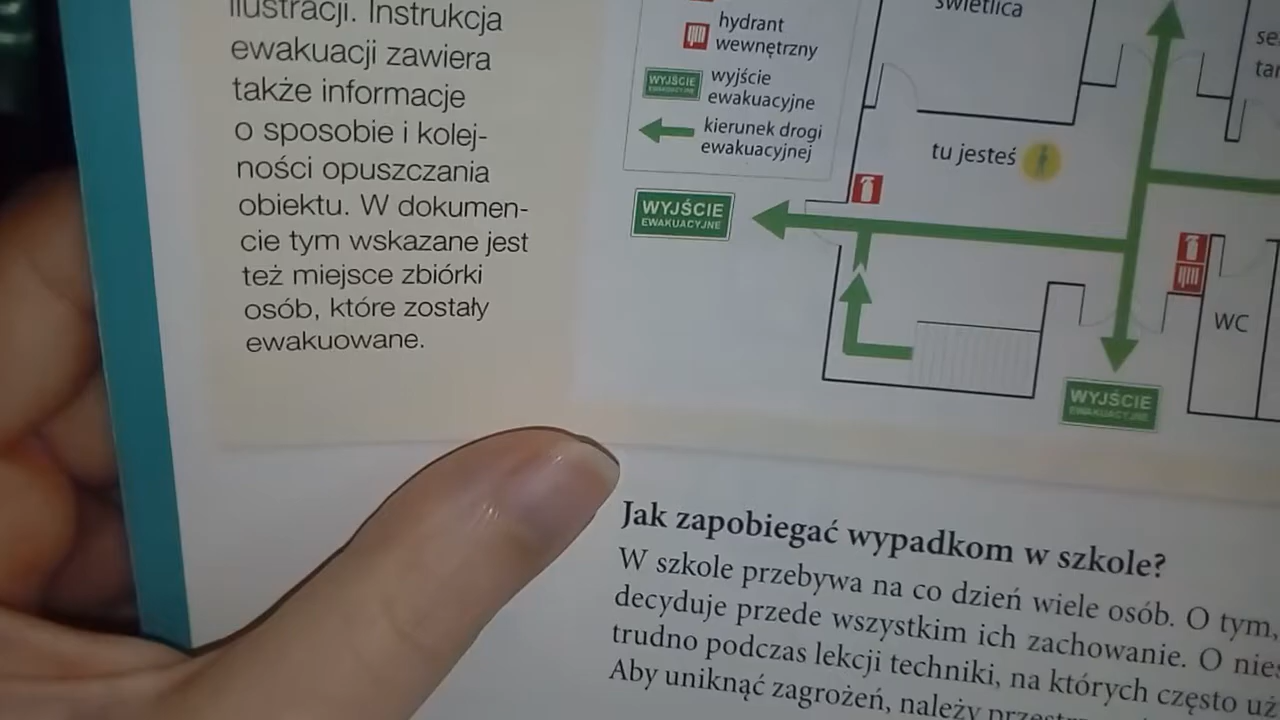 ilustracji. Instrukcja
ewakuacji zawiera
także informacje
o sposobie i kolej-
ności opuszczania
obiektu. W dokumen-
cie tym wskazane jest
też miejsce zbiórki
osób, które zostały
ewakuowane.
hydrant
wewnętrzny
WYJŚCIE
EWAKUACYJNE
wyjście
ewakuacyjne
kierunek drogi
ewakuacyjnej
świetlica
tu jesteś
WYJŚCIE
EWAKUACYJNE
WC
WYJŚCIE
EWAKUACYJNE
Jak zapobiegać wypadkom w szkole?
W szkole przebywa na co dzień wiele osób. O tym,
decyduje przede wszystkim ich zachowanie. O
trudno podczas lekcji techniki, na których często
Aby uniknąć zagrożeń, należy